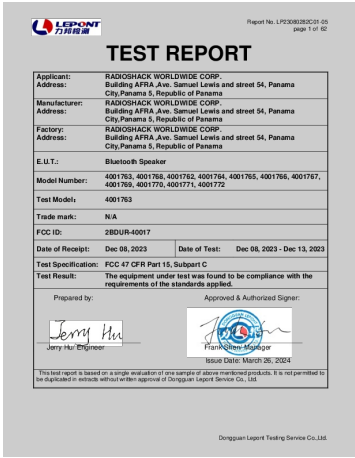 LEPONT
力邦检测
Report No. LP23080282C01-05
page 1 of 62
TEST REPORT
Applicant: RADIOSHACK WORLDWIDE CORP.
Address: Building AFRA ,Ave. Samuel Lewis and street 54, Panama
City,Panama 5, Republic of Panama
Manufacturer: RADIOSHACK WORLDWIDE CORP.
Address: Building AFRA ,Ave. Samuel Lewis and street 54, Panama
City,Panama 5, Republic of Panama
Factory: RADIOSHACK WORLDWIDE CORP.
Address: Building AFRA ,Ave. Samuel Lewis and street 54, Panama
City,Panama 5, Republic of Panama
E.U.T.: Bluetooth Speaker
Model Number: 4001763, 4001768, 4001762, 4001764, 4001765, 4001766, 4001767,
4001769, 4001770, 4001771, 4001772
Test Model: 4001763
Trade mark: N/A
FCC ID: 2BDUR-40017
Date of Receipt: Dec 08, 2023 Date of Test: Dec 08, 2023 - Dec 13, 2023
Test Specification: FCC 47 CFR Part 15, Subpart C
Test Result: The equipment under test was found to be compliance with the
requirements of the standards applied.
Prepared by: Approved & Authorized Signer:
Jerry Hu
Jerry Hu/ Engineer Frank Shen/ Manager
Issue Date: March 26, 2024
This test report is based on a single evaluation of one sample of above mentioned products. It is not permitted to
be duplicated in extracts without written approval of Dongguan Lepont Service Co., Ltd.
Dongguan Lepont Testing Service Co.,Ltd.